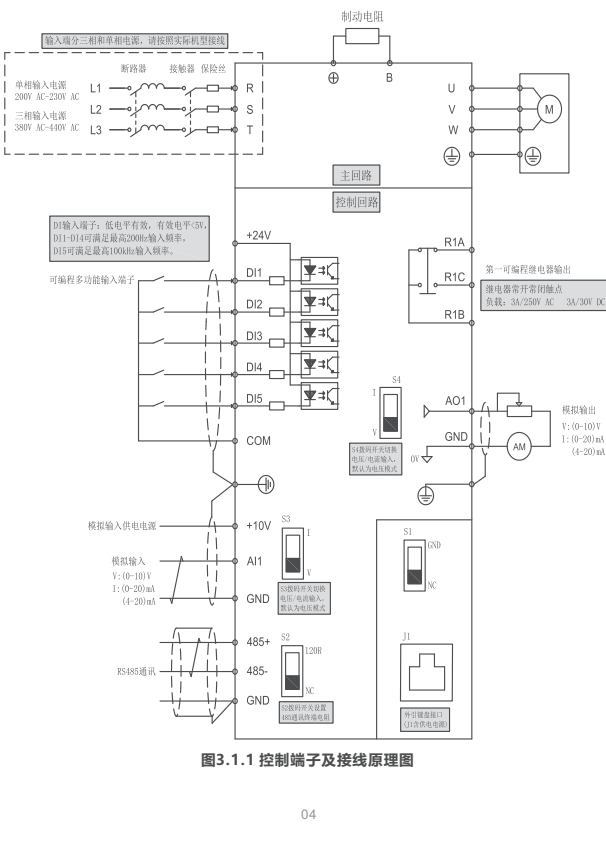 制动电阻
输入端分三相和单相电源，请按照实际机型接线
断路器 接触器 保险丝
B
单相输入电源
200V AC~230V AC
三相输入电源
380V AC~440V AC
L1
L2
L3
R
S
T
U
V
W
M
主回路
控制回路
DI输入端子：低电平有效，有效电平<5V，
DI1-DI4可满足最高200Hz输入频率。
DI5可满足最高100kHz输入频率。
可编程多功能输入端子
+24V
DI1
DI2
DI3
DI4
DI5
COM
R1A
R1C
R1B
第一可编程继电器输出
继电器常开常闭触点
负载：3A/250V AC 3A/30V DC
S4
I
V
S4拨码开关切换
电压/电流输入，
默认为电压模式
AO1
GND
0V
AM
模拟输出
V:(0-10)V
I:(0-20)mA
(4-20)mA
模拟输入供电电源
+10V
模拟输入
V:(0-10)V
I:(0-20)mA
(4-20)mA
AI1
GND
S3
I
V
S3拨码开关切换
电压/电流输入，
默认为电压模式
RS485通讯
485+
485-
GND
S2
120R
NC
S2拨码开关设置
485通讯终端电阻
S1
GND
NC
J1
外引键盘接口
(J1含供电电源)
图3.1.1 控制端子及接线原理图
04